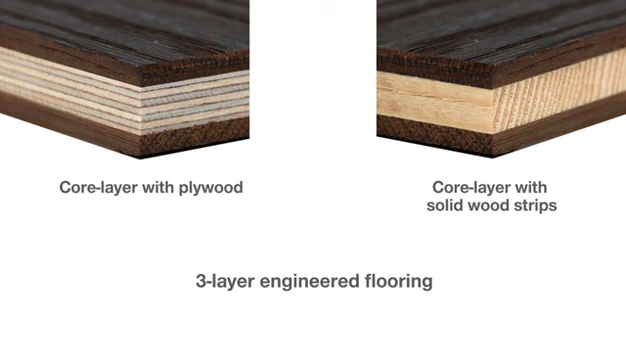 Core-layer with plywood
Core-layer with
solid wood strips
3-layer engineered flooring